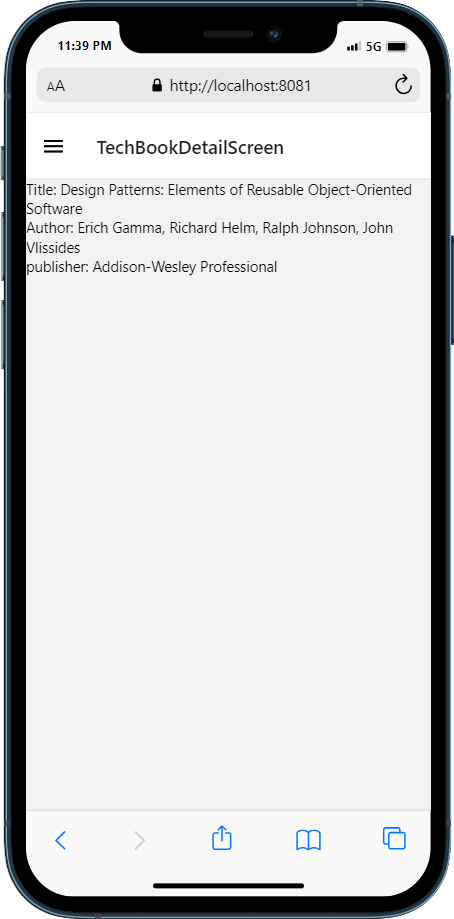 11:39 PM 5G
AA http://localhost:8081
TechBookDetailScreen
Title: Design Patterns: Elements of Reusable Object-Oriented
Software
Author: Erich Gamma, Richard Helm, Ralph Johnson, John
Vlissides
publisher: Addison-Wesley Professional